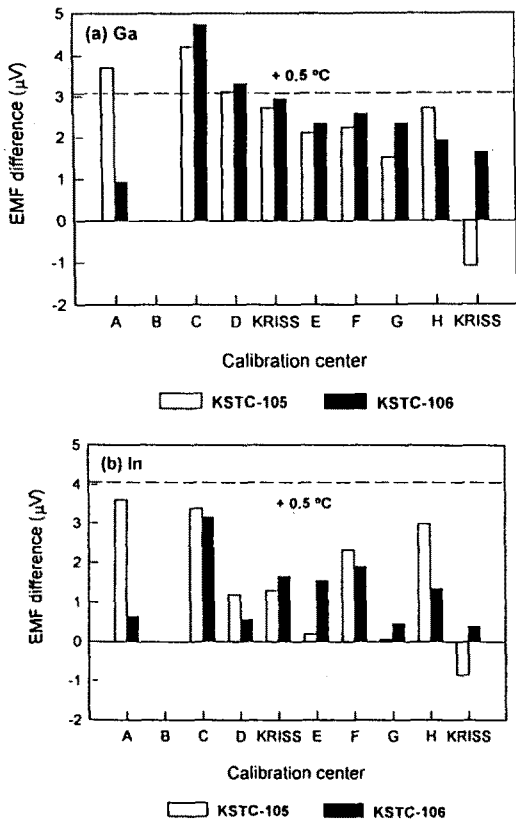 (a) Ga
+ 0.5 ºC
EMF difference (µV)
5
4
3
2
1
0
-1
-2
A B C D KRISS E F G H KRISS
Calibration center
KSTC-105 KSTC-106
(b) In
+ 0.5 ºC
EMF difference (µV)
5
4
3
2
1
0
-1
-2
A B C D KRISS E F G H KRISS
Calibration center
KSTC-105 KSTC-106